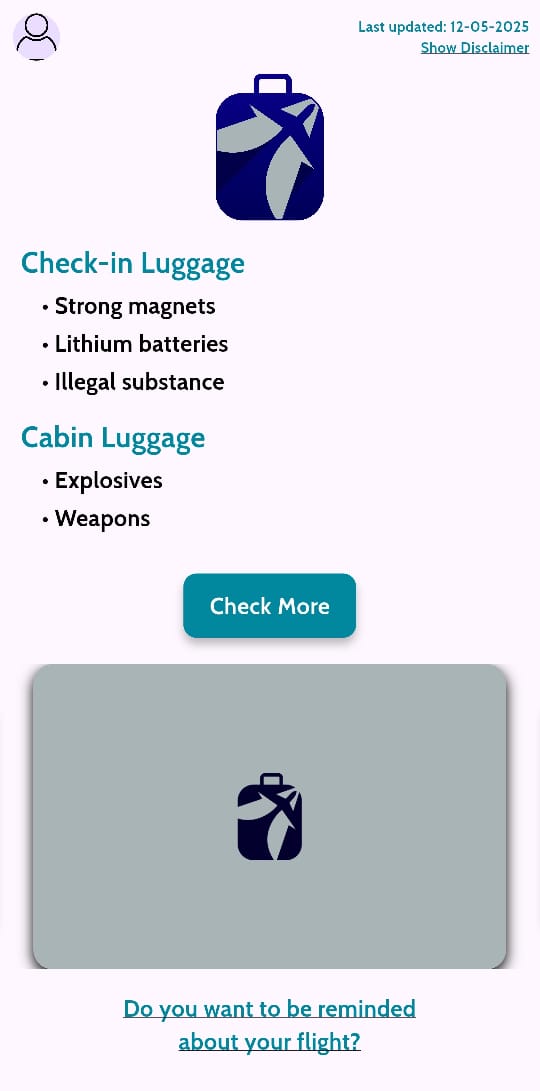 Last updated: 12-05-2025
Show Disclaimer
Check-in Luggage
• Strong magnets
• Lithium batteries
• Illegal substance
Cabin Luggage
• Explosives
• Weapons
Check More
Do you want to be reminded
about your flight?